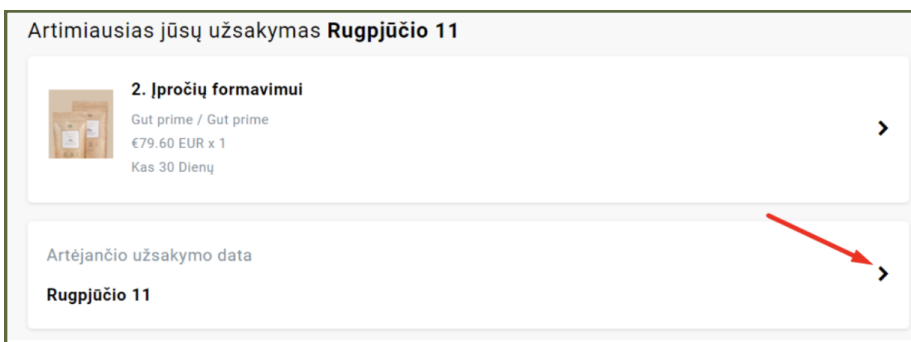 Artimiausias jūsų užsakymas Rugpjūčio 11
2. Įpročių formavimui
Gut prime / Gut prime
€79.60 EUR x 1
Kas 30 Dienų
Artėjančio užsakymo data
Rugpjūčio 11